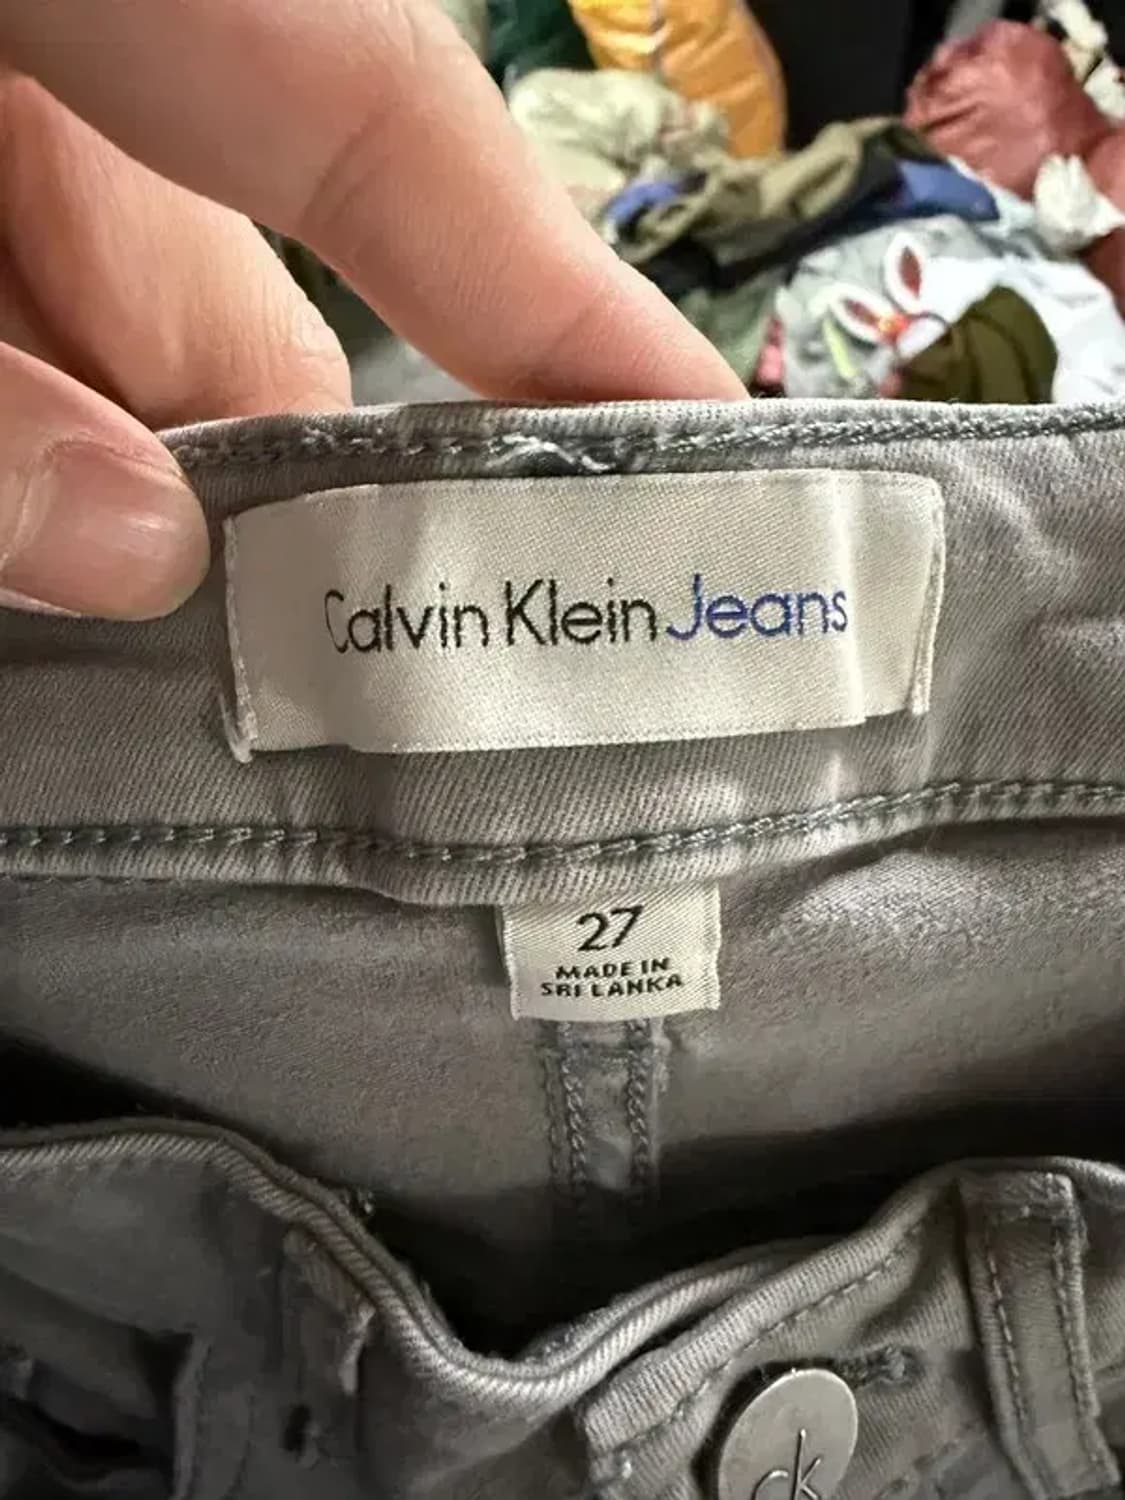 Calvin Klein Jeans
27
MADE IN
SRI LANKA
ck